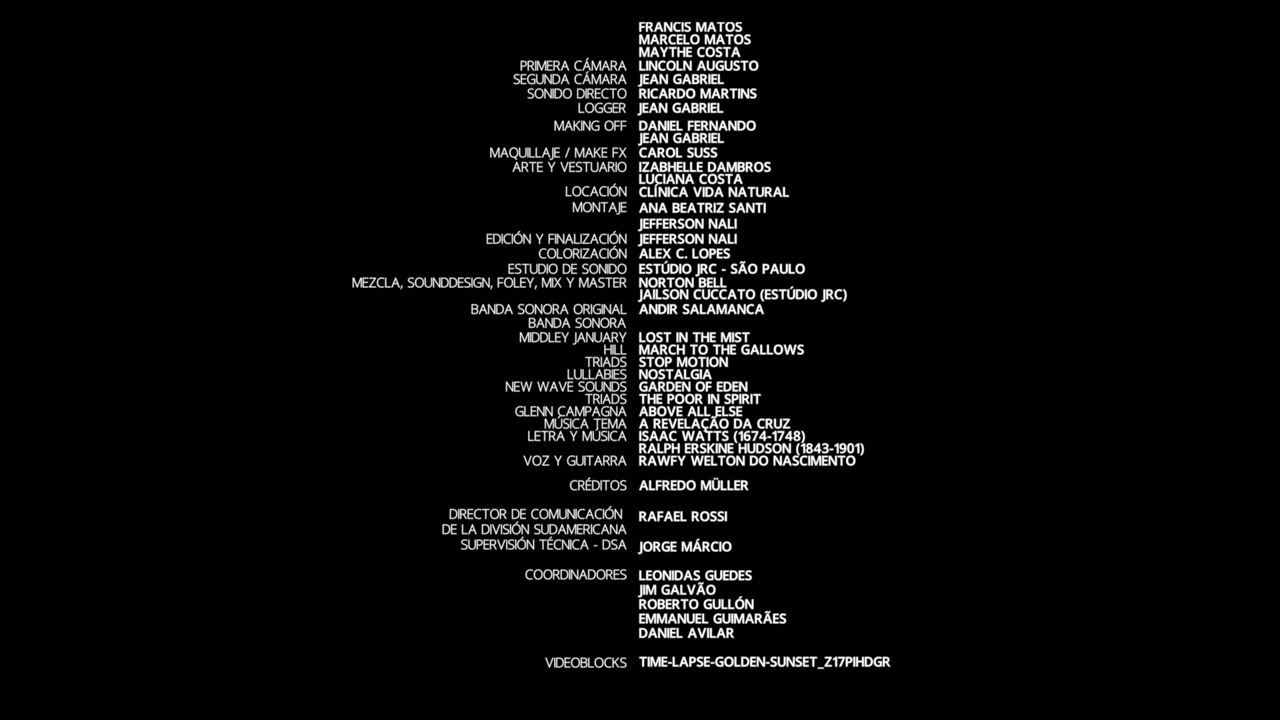 FRANCIS MATOS
MARCELO MATOS
MAYTHE COSTA
PRIMERA CÁMARA LINCOLN AUGUSTO
SEGUNDA CÁMARA JEAN GABRIEL
SONIDO DIRECTO RICARDO MARTINS
LOGGER JEAN GABRIEL
MAKING OFF DANIEL FERNANDO
JEAN GABRIEL
MAQUILLAJE / MAKE FX CAROL SUSS
ARTE Y VESTUARIO IZABHELLE DAMBROS
LUCIANA COSTA
LOCACIÓN CLÍNICA VIDA NATURAL
MONTAJE ANA BEATRIZ SANTI
JEFFERSON NALI
EDICIÓN Y FINALIZACIÓN JEFFERSON NALI
COLORIZACIÓN ALEX C. LOPES
ESTUDIO DE SONIDO ESTÚDIO JRC - SÃO PAULO
MEZCLA, SOUNDDESIGN, FOLEY, MIX Y MASTER NORTON BELL
JAILSON CUCCATO (ESTÚDIO JRC)
BANDA SONORA ORIGINAL ANDIR SALAMANCA
BANDA SONORA
MIDDLEY JANUARY LOST IN THE MIST
HILL MARCH TO THE GALLOWS
TRIADS STOP MOTION
LULLABIES NOSTALGIA
NEW WAVE SOUNDS GARDEN OF EDEN
TRIADS THE POOR IN SPIRIT
GLENN CAMPAGNA ABOVE ALL ELSE
MÚSICA TEMA A REVELAÇÃO DA CRUZ
LETRA Y MÚSICA ISAAC WATTS (1674-1748)
RALPH ERSKINE HUDSON (1843-1901)
VOZ Y GUITARRA RAWFY WELTON DO NASCIMENTO
CRÉDITOS ALFREDO MÜLLER
DIRECTOR DE COMUNICACIÓN RAFAEL ROSSI
DE LA DIVISIÓN SUDAMERICANA
SUPERVISIÓN TÉCNICA - DSA JORGE MÁRCIO
COORDINADORES LEONIDAS GUEDES
JIM GALVÃO
ROBERTO GULLÓN
EMMANUEL GUIMARÃES
DANIEL AVILAR
VIDEOBLOCKS TIME-LAPSE-GOLDEN-SUNSET_Z17PIHDGR